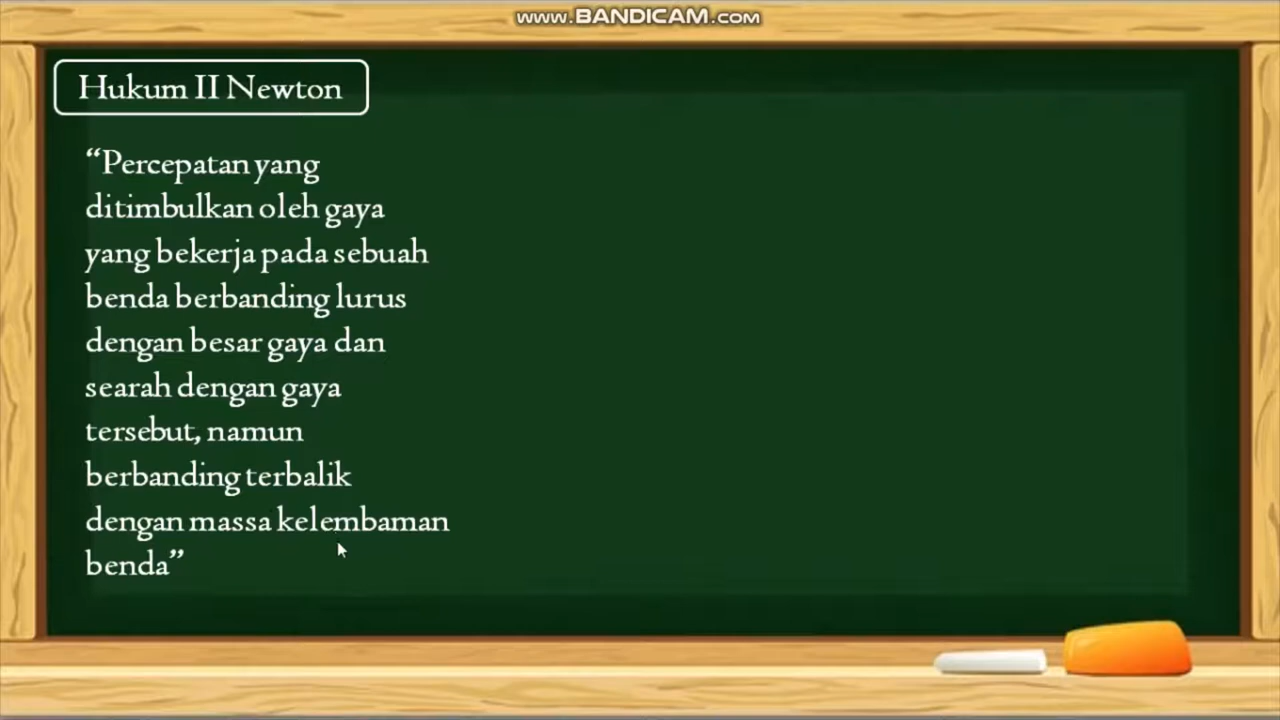 www.BANDICAM.com
Hukum II Newton
“Percepatan yang
ditimbulkan oleh gaya
yang bekerja pada sebuah
benda berbanding lurus
dengan besar gaya dan
searah dengan gaya
tersebut, namun
berbanding terbalik
dengan massa kelembaman
benda”